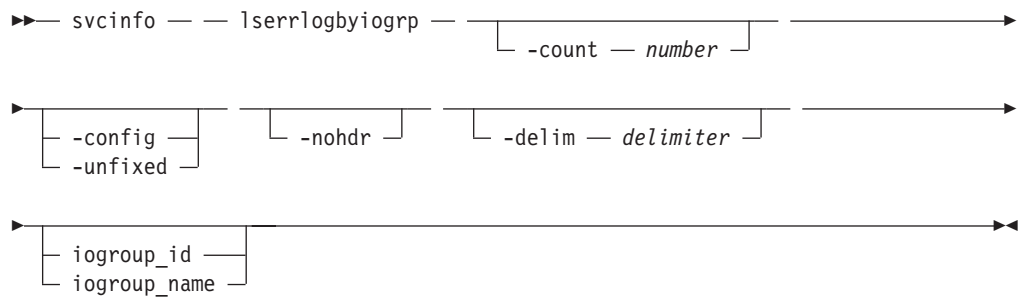 svcinfo lserrlogbyiogrp
-count number
-config -nohdr -delim delimiter
-unfixed
iogroup_id
iogroup_name